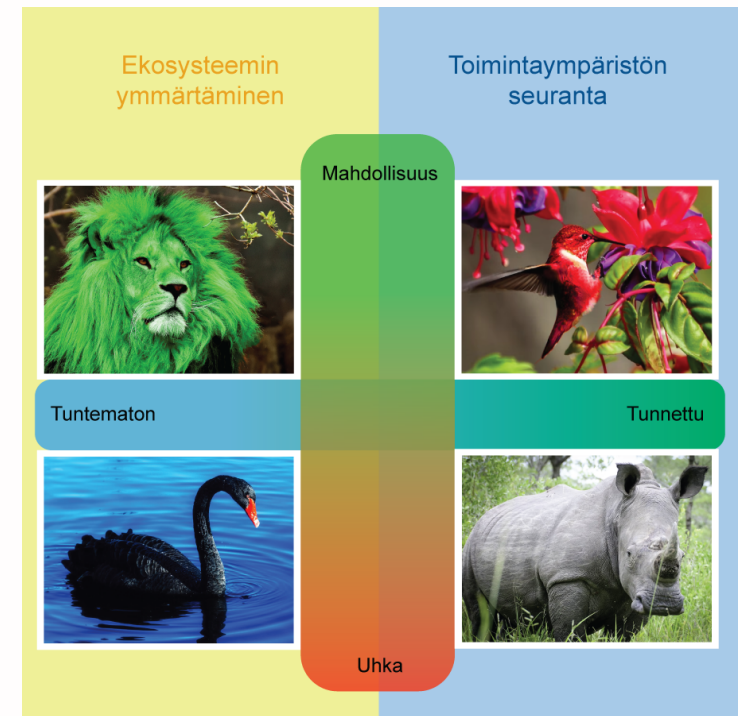 Ekosysteemin
ymmärtäminen
Toimintaympäristön
seuranta
Mahdollisuus
Tuntematon
Tunnettu
Uhka